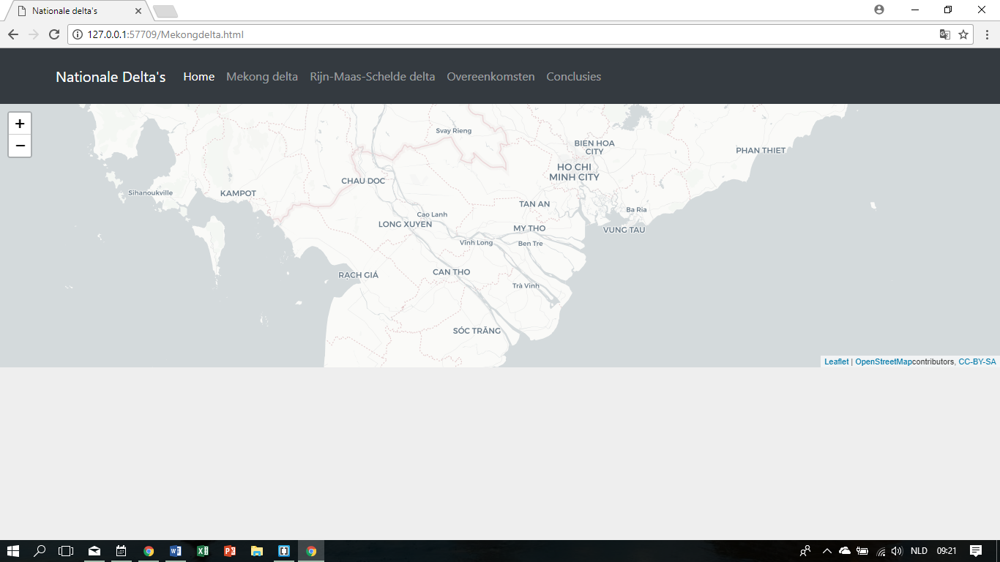 Nationale delta's
127.0.0.1:57709/Mekongdelta.html
Nationale Delta's Home Mekong delta Rijn-Maas-Schelde delta Overeenkomsten Conclusies
+
−
Svay Rieng
BIEN HOA
CITY
PHAN THIET
HO CHI
MINH CITY
CHAU DOC
Sihanoukville
KAMPOT
TAN AN
Ba Ria
Cao Lanh
LONG XUYEN
MY THO
VUNG TAU
Vĩnh Long
Ben Tre
CAN THO
RẠCH GIÁ
Trà Vinh
SÓC TRĂNG
Leaflet | OpenStreetMapcontributors, CC-BY-SA
NLD 09:21